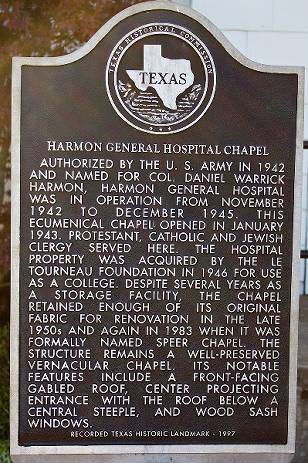 TEXAS HISTORICAL COMMISSION
TEXAS
HARMON GENERAL HOSPITAL CHAPEL
AUTHORIZED BY THE U. S. ARMY IN 1942
AND NAMED FOR COL. DANIEL WARRICK
HARMON, HARMON GENERAL HOSPITAL
WAS IN OPERATION FROM NOVEMBER
1942 TO DECEMBER 1945. THIS
ECUMENICAL CHAPEL OPENED IN JANUARY
1943. PROTESTANT, CATHOLIC AND JEWISH
CLERGY SERVED HERE. THE HOSPITAL
PROPERTY WAS ACQUIRED BY THE LE
TOURNEAU FOUNDATION IN 1946 FOR USE
AS A COLLEGE. DESPITE SEVERAL YEARS AS
A STORAGE FACILITY, THE CHAPEL
RETAINED ENOUGH OF ITS ORIGINAL
FABRIC FOR RENOVATION IN THE LATE
1950s AND AGAIN IN 1983 WHEN IT WAS
FORMALLY NAMED SPEER CHAPEL. THE
STRUCTURE REMAINS A WELL-PRESERVED
VERNACULAR CHAPEL. ITS NOTABLE
FEATURES INCLUDE A FRONT-FACING
GABLED ROOF, CENTER PROJECTING
ENTRANCE WITH THE ROOF BELOW A
CENTRAL STEEPLE, AND WOOD SASH
WINDOWS.
RECORDED TEXAS HISTORIC LANDMARK - 1997